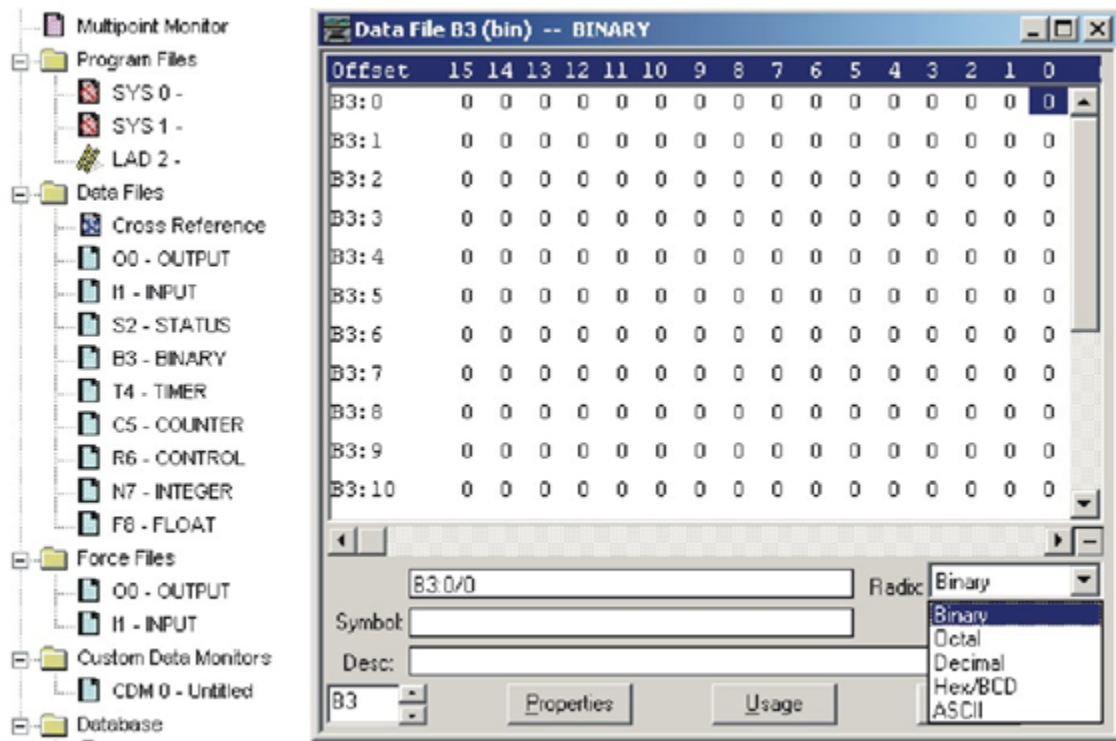 Multipoint Monitor
Program Files
SYS 0 -
SYS 1 -
LAD 2 -
Data Files
Cross Reference
O0 - OUTPUT
I1 - INPUT
S2 - STATUS
B3 - BINARY
T4 - TIMER
C5 - COUNTER
R6 - CONTROL
N7 - INTEGER
F8 - FLOAT
Force Files
O0 - OUTPUT
I1 - INPUT
Custom Data Monitors
CDM 0 - Untitled
Database
Data File B3 (bin) -- BINARY
Offset 15 14 13 12 11 10 9 8 7 6 5 4 3 2 1 0
B3:0 0 0 0 0 0 0 0 0 0 0 0 0 0 0 0 0
B3:1 0 0 0 0 0 0 0 0 0 0 0 0 0 0 0 0
B3:2 0 0 0 0 0 0 0 0 0 0 0 0 0 0 0 0
B3:3 0 0 0 0 0 0 0 0 0 0 0 0 0 0 0 0
B3:4 0 0 0 0 0 0 0 0 0 0 0 0 0 0 0 0
B3:5 0 0 0 0 0 0 0 0 0 0 0 0 0 0 0 0
B3:6 0 0 0 0 0 0 0 0 0 0 0 0 0 0 0 0
B3:7 0 0 0 0 0 0 0 0 0 0 0 0 0 0 0 0
B3:8 0 0 0 0 0 0 0 0 0 0 0 0 0 0 0 0
B3:9 0 0 0 0 0 0 0 0 0 0 0 0 0 0 0 0
B3:10 0 0 0 0 0 0 0 0 0 0 0 0 0 0 0 0
B3:0/0 Radix: Binary
Symbol:
Desc:
B3 Properties Usage
Binary
Octal
Decimal
Hex/BCD
ASCII